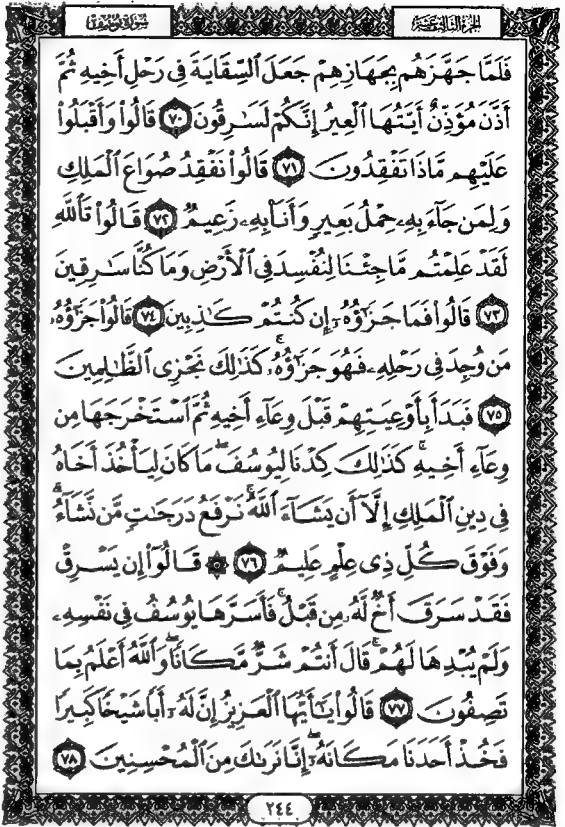 الجزء الثالث عشر
سورة يوسف
فَلَمَّا جَهَّزَهُم بِجَهَازِهِمْ جَعَلَ ٱلسِّقَايَةَ فِى رَحْلِ أَخِيهِ ثُمَّ
أَذَّنَ مُؤَذِّنٌ أَيَّتُهَا ٱلْعِيرُ إِنَّكُمْ لَسَـٰرِقُونَ ٧٠ قَالُوا۟ وَأَقْبَلُوا۟
عَلَيْهِم مَّاذَا تَفْقِدُونَ ٧١ قَالُوا۟ نَفْقِدُ صُوَاعَ ٱلْمَلِكِ
وَلِمَن جَآءَ بِهِۦ حِمْلُ بَعِيرٍ وَأَنَا۠ بِهِۦ زَعِيمٌ ٧٢ قَالُوا۟ تَٱللَّهِ
لَقَدْ عَلِمْتُم مَّا جِئْنَا لِنُفْسِدَ فِى ٱلْأَرْضِ وَمَا كُنَّا سَـٰرِقِينَ
٧٣ قَالُوا۟ فَمَا جَزَٰٓؤُهُۥٓ إِن كُنتُمْ كَـٰذِبِينَ ٧٤ قَالُوا۟ جَزَٰٓؤُهُۥ
مَن وُجِدَ فِى رَحْلِهِۦ فَهُوَ جَزَٰٓؤُهُۥ ۚ كَذَٰلِكَ نَجْزِى ٱلظَّـٰلِمِينَ
٧٥ فَبَدَأَ بِأَوْعِيَتِهِمْ قَبْلَ وِعَآءِ أَخِيهِ ثُمَّ ٱسْتَخْرَجَهَا مِن
وِعَآءِ أَخِيهِ ۚ كَذَٰلِكَ كِدْنَا لِيُوسُفَ ۖ مَا كَانَ لِيَأْخُذَ أَخَاهُ
فِى دِينِ ٱلْمَلِكِ إِلَّآ أَن يَشَآءَ ٱللَّهُ ۚ نَرْفَعُ دَرَجَـٰتٍ مَّن نَّشَآءُ ۗ
وَفَوْقَ كُلِّ ذِى عِلْمٍ عَلِيمٌ ٧٦ ۞ قَالُوٓا۟ إِن يَسْرِقْ
فَقَدْ سَرَقَ أَخٌ لَّهُۥ مِن قَبْلُ ۚ فَأَسَرَّهَا يُوسُفُ فِى نَفْسِهِۦ
وَلَمْ يُبْدِهَا لَهُمْ ۚ قَالَ أَنتُمْ شَرٌّ مَّكَانًا ۖ وَٱللَّهُ أَعْلَمُ بِمَا
تَصِفُونَ ٧٧ قَالُوا۟ يَـٰٓأَيُّهَا ٱلْعَزِيزُ إِنَّ لَهُۥٓ أَبًا شَيْخًا كَبِيرًا
فَخُذْ أَحَدَنَا مَكَانَهُۥٓ ۖ إِنَّا نَرَىٰكَ مِنَ ٱلْمُحْسِنِينَ ٧٨
٢٤٤